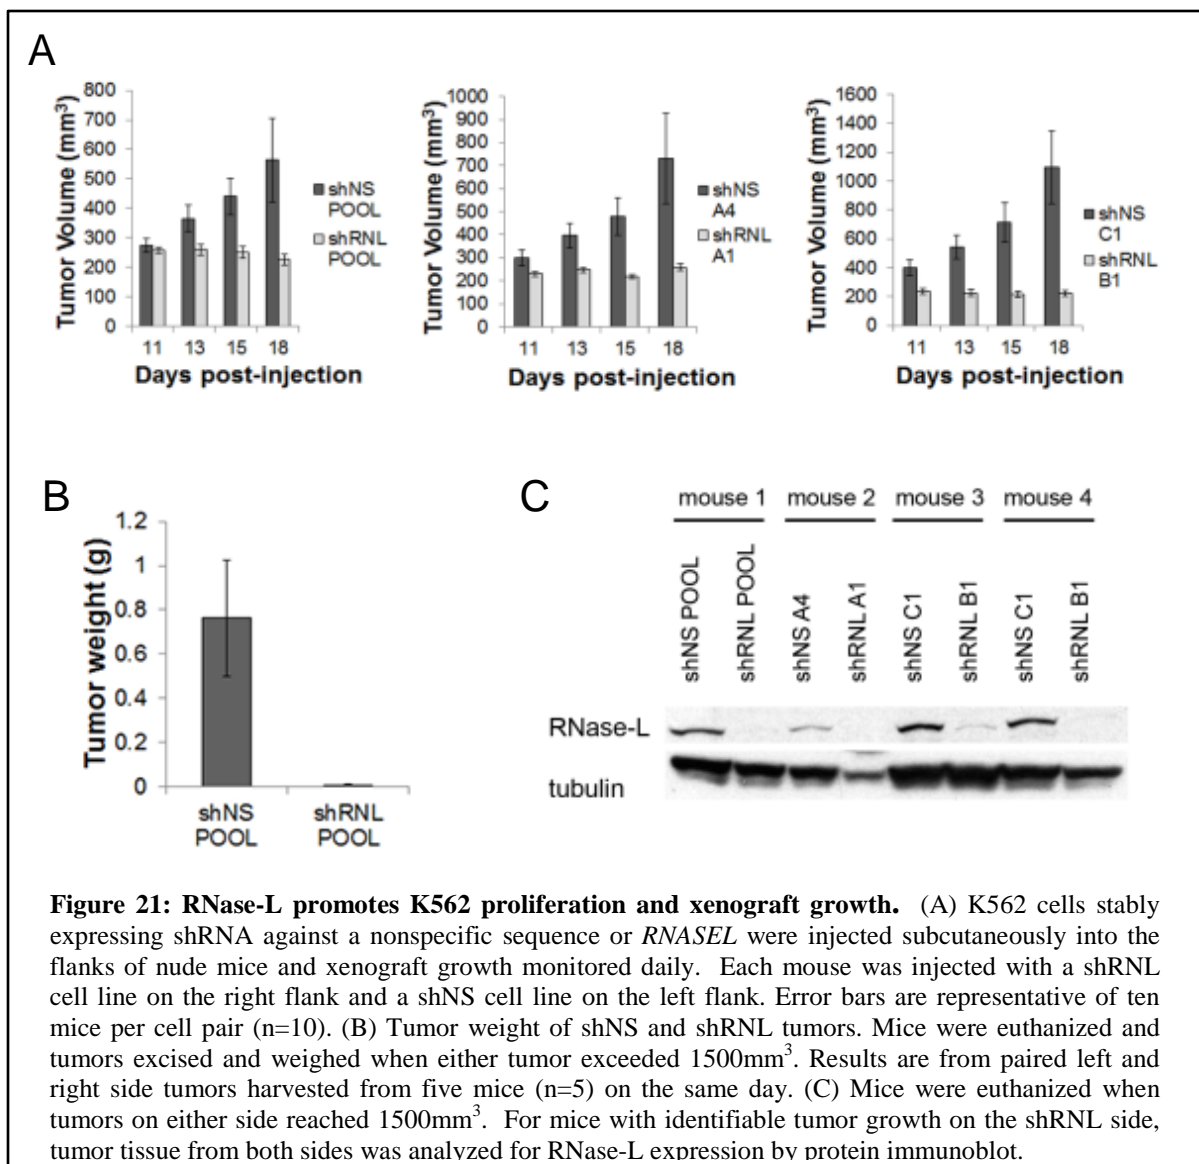 A
Tumor Volume (mm³)
800
700
600
500
400
300
200
100
0
11 13 15 18
Days post-injection
shNS
POOL
shRNL
POOL
Tumor Volume (mm³)
1000
900
800
700
600
500
400
300
200
100
0
11 13 15 18
Days post-injection
shNS
A4
shRNL
A1
Tumor Volume (mm³)
1600
1400
1200
1000
800
600
400
200
0
11 13 15 18
Days post-injection
shNS
C1
shRNL
B1
B
Tumor weight (g)
1.2
1
0.8
0.6
0.4
0.2
0
shNS
POOL
shRNL
POOL
C
mouse 1 mouse 2 mouse 3 mouse 4
shNS POOL
shRNL POOL
shNS A4
shRNL A1
shNS C1
shRNL B1
shNS C1
shRNL B1
RNase-L
tubulin
Figure 21: RNase-L promotes K562 proliferation and xenograft growth. (A) K562 cells stably
expressing shRNA against a nonspecific sequence or RNASEL were injected subcutaneously into the
flanks of nude mice and xenograft growth monitored daily. Each mouse was injected with a shRNL
cell line on the right flank and a shNS cell line on the left flank. Error bars are representative of ten
mice per cell pair (n=10). (B) Tumor weight of shNS and shRNL tumors. Mice were euthanized and
tumors excised and weighed when either tumor exceeded 1500mm³. Results are from paired left and
right side tumors harvested from five mice (n=5) on the same day. (C) Mice were euthanized when
tumors on either side reached 1500mm³. For mice with identifiable tumor growth on the shRNL side,
tumor tissue from both sides was analyzed for RNase-L expression by protein immunoblot.